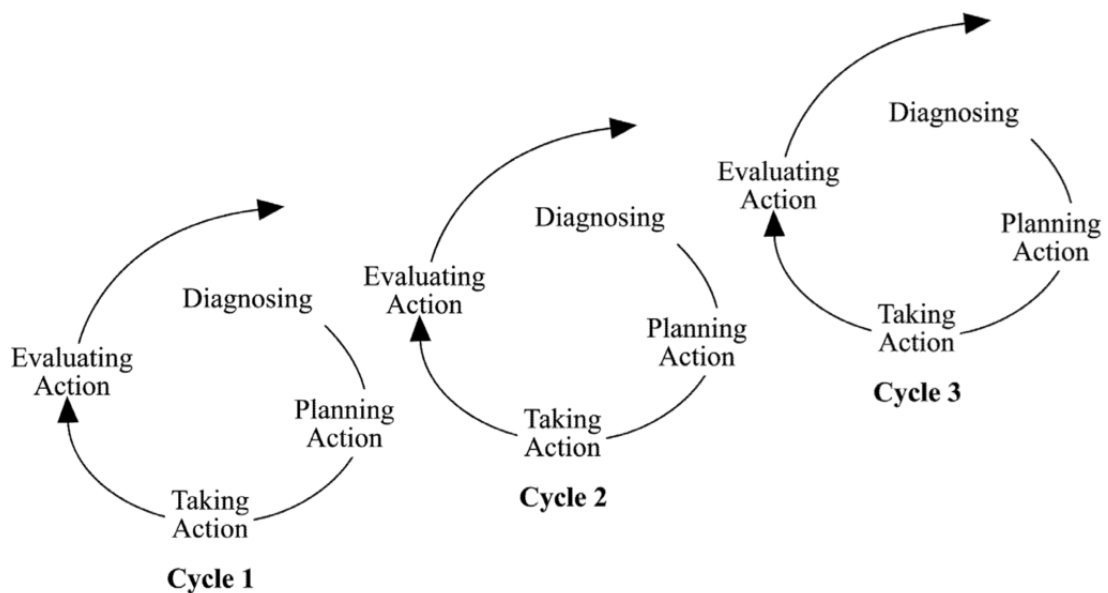 Diagnosing
Planning
Action
Taking
Action
Evaluating
Action
Cycle 1
Diagnosing
Planning
Action
Taking
Action
Evaluating
Action
Cycle 2
Diagnosing
Planning
Action
Taking
Action
Evaluating
Action
Cycle 3